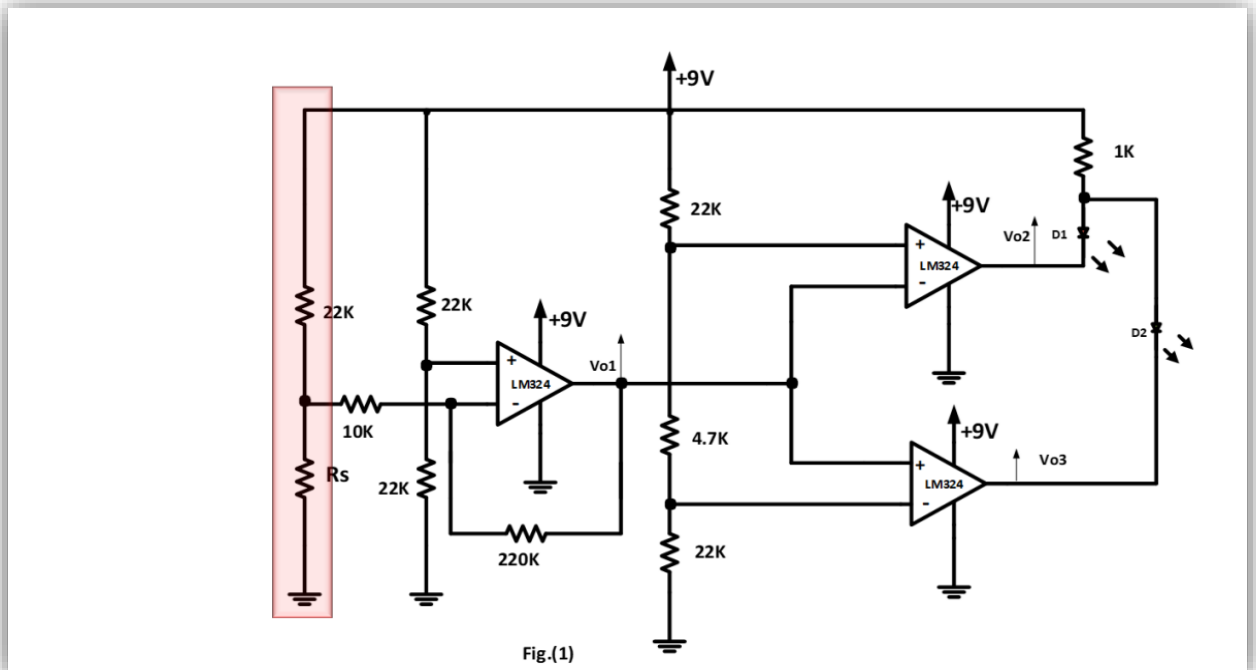 +9V
1K
22K
+9V
+
LM324
-
Vo2
D1
22K
22K
+9V
Vo1
+
LM324
-
D2
10K
4.7K
+9V
Vo3
+
LM324
-
Rs
22K
220K
22K
Fig.(1)